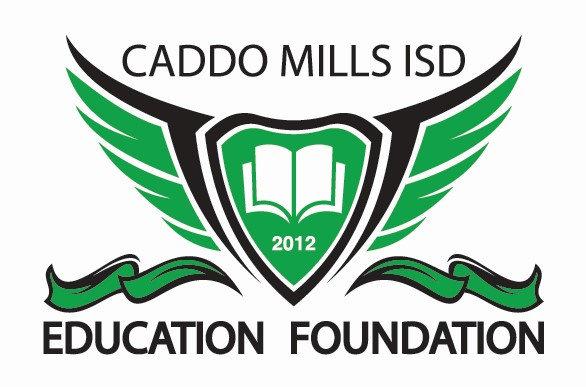 CADDO MILLS ISD
2012
EDUCATION FOUNDATION